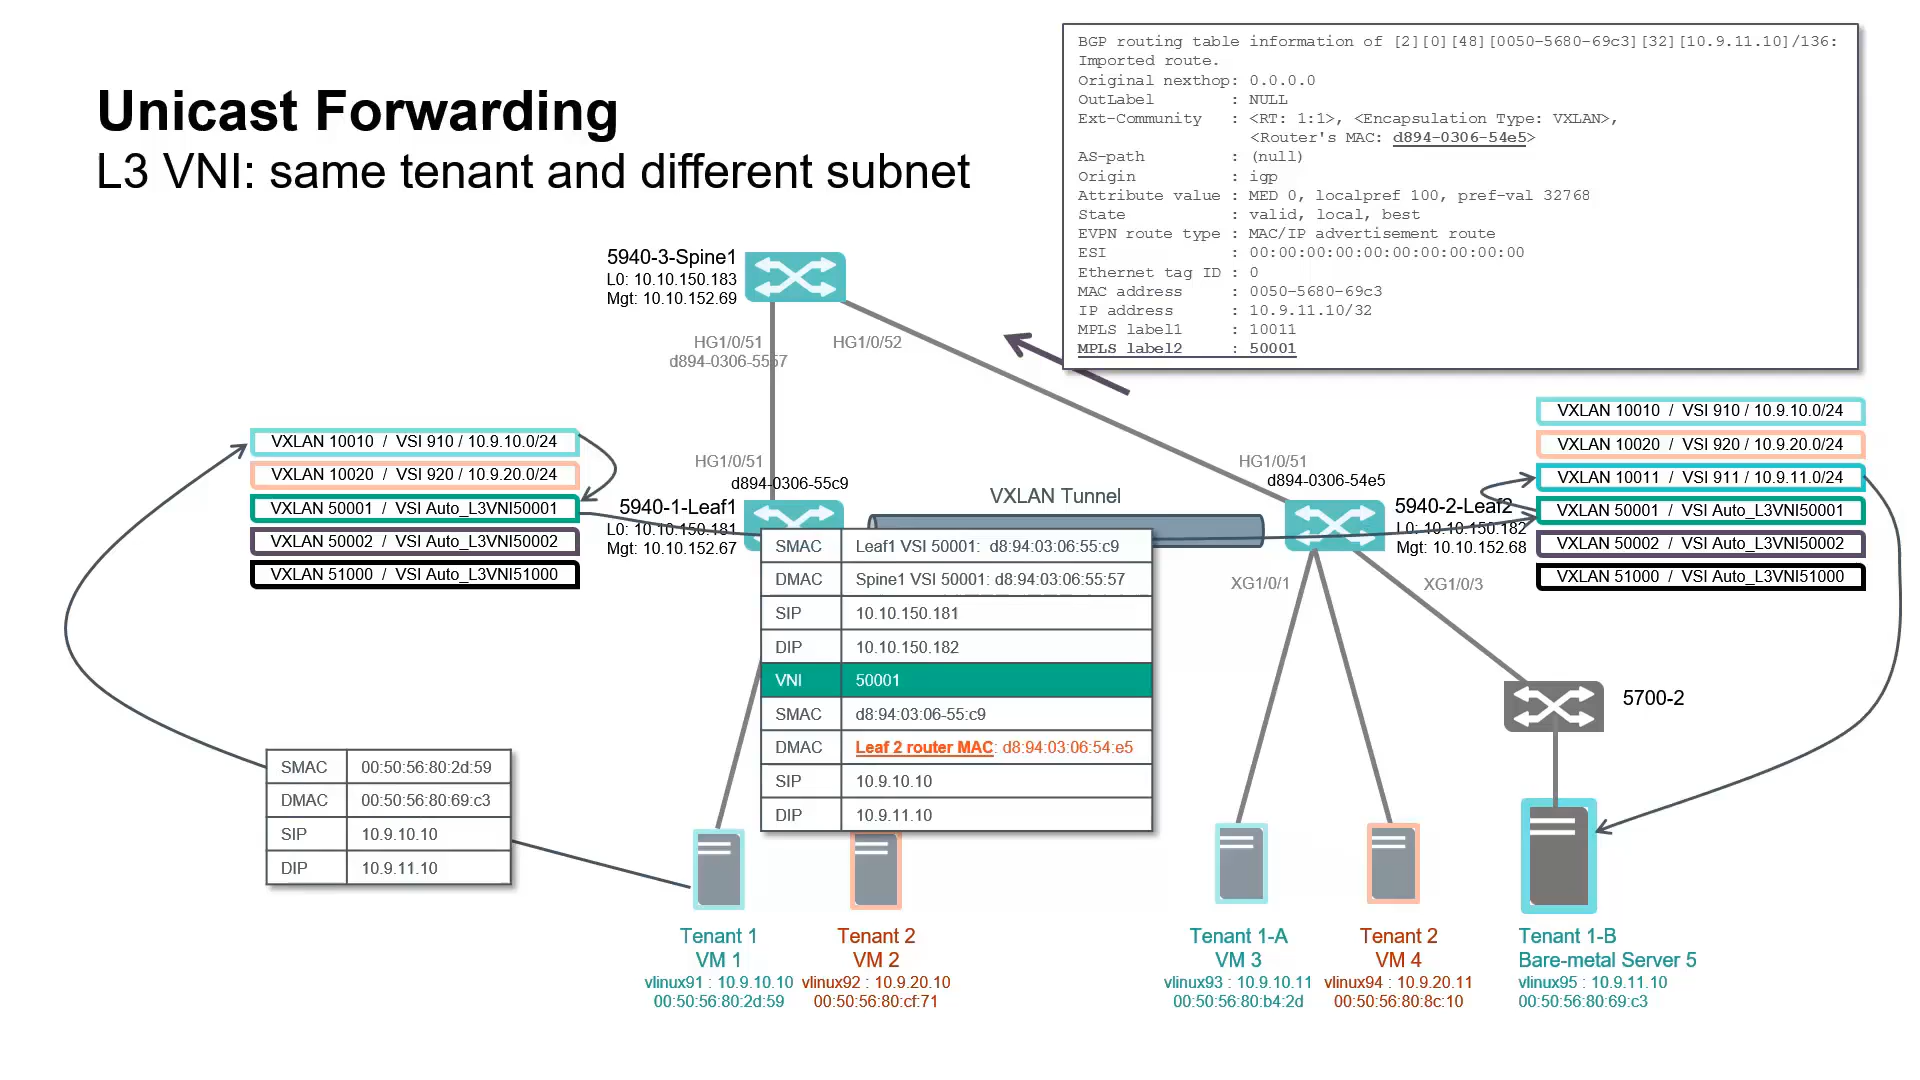 Unicast Forwarding
L3 VNI: same tenant and different subnet
BGP routing table information of [2][0][48][0050-5680-69c3][32][10.9.11.10]/136:
Imported route.
Original nexthop: 0.0.0.0
OutLabel : NULL
Ext-Community : <RT: 1:1>, <Encapsulation Type: VXLAN>,
<Router's MAC: d894-0306-54e5>
AS-path : (null)
Origin : igp
Attribute value : MED 0, localpref 100, pref-val 32768
State : valid, local, best
EVPN route type : MAC/IP advertisement route
ESI : 00:00:00:00:00:00:00:00:00:00
Ethernet tag ID : 0
MAC address : 0050-5680-69c3
IP address : 10.9.11.10/32
MPLS label1 : 10011
MPLS label2 : 50001
5940-3-Spine1
L0: 10.10.150.183
Mgt: 10.10.152.69
HG1/0/51
d894-0306-5557
HG1/0/52
VXLAN 10010 / VSI 910 / 10.9.10.0/24
VXLAN 10020 / VSI 920 / 10.9.20.0/24
VXLAN 50001 / VSI Auto_L3VNI50001
VXLAN 50002 / VSI Auto_L3VNI50002
VXLAN 51000 / VSI Auto_L3VNI51000
HG1/0/51
d894-0306-55c9
5940-1-Leaf1
L0: 10.10.150.181
Mgt: 10.10.152.67
VXLAN Tunnel
HG1/0/51
d894-0306-54e5
5940-2-Leaf2
L0: 10.10.150.182
Mgt: 10.10.152.68
XG1/0/1
XG1/0/3
VXLAN 10010 / VSI 910 / 10.9.10.0/24
VXLAN 10020 / VSI 920 / 10.9.20.0/24
VXLAN 10011 / VSI 911 / 10.9.11.0/24
VXLAN 50001 / VSI Auto_L3VNI50001
VXLAN 50002 / VSI Auto_L3VNI50002
VXLAN 51000 / VSI Auto_L3VNI51000
SMAC Leaf1 VSI 50001: d8:94:03:06:55:c9
DMAC Spine1 VSI 50001: d8:94:03:06:55:57
SIP 10.10.150.181
DIP 10.10.150.182
VNI 50001
SMAC d8:94:03:06-55:c9
DMAC Leaf 2 router MAC: d8:94:03:06:54:e5
SIP 10.9.10.10
DIP 10.9.11.10
5700-2
SMAC 00:50:56:80:2d:59
DMAC 00:50:56:80:69:c3
SIP 10.9.10.10
DIP 10.9.11.10
Tenant 1
VM 1
vlinux91 : 10.9.10.10
00:50:56:80:2d:59
Tenant 2
VM 2
vlinux92 : 10.9.20.10
00:50:56:80:cf:71
Tenant 1-A
VM 3
vlinux93 : 10.9.10.11
00:50:56:80:b4:2d
Tenant 2
VM 4
vlinux94 : 10.9.20.11
00:50:56:80:8c:10
Tenant 1-B
Bare-metal Server 5
vlinux95 : 10.9.11.10
00:50:56:80:69:c3